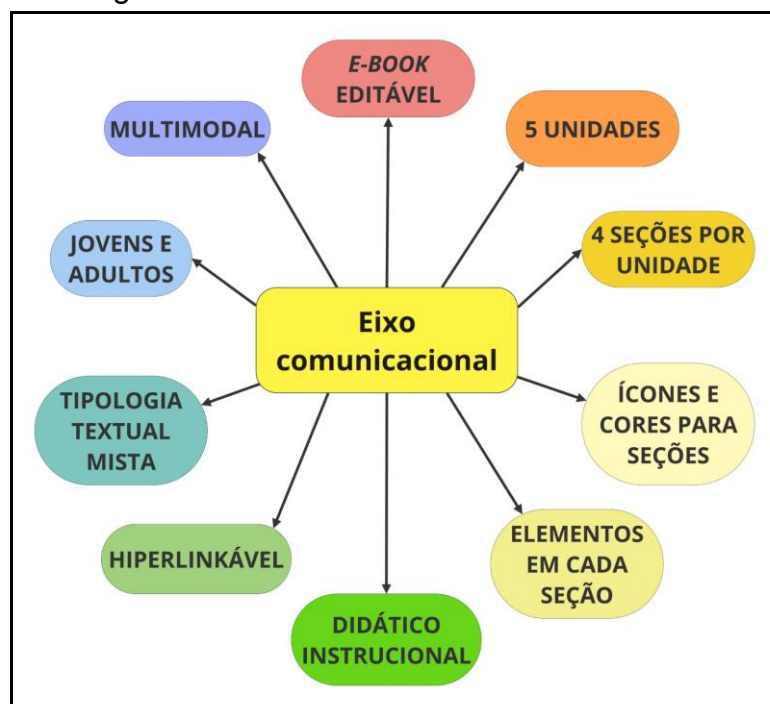 E-BOOK
EDITÁVEL
MULTIMODAL
5 UNIDADES
JOVENS E
ADULTOS
4 SEÇÕES POR
UNIDADE
Eixo
comunicacional
TIPOLOGIA
TEXTUAL
MISTA
ÍCONES E
CORES PARA
SEÇÕES
HIPERLINKÁVEL
ELEMENTOS
EM CADA
SEÇÃO
DIDÁTICO
INSTRUCIONAL